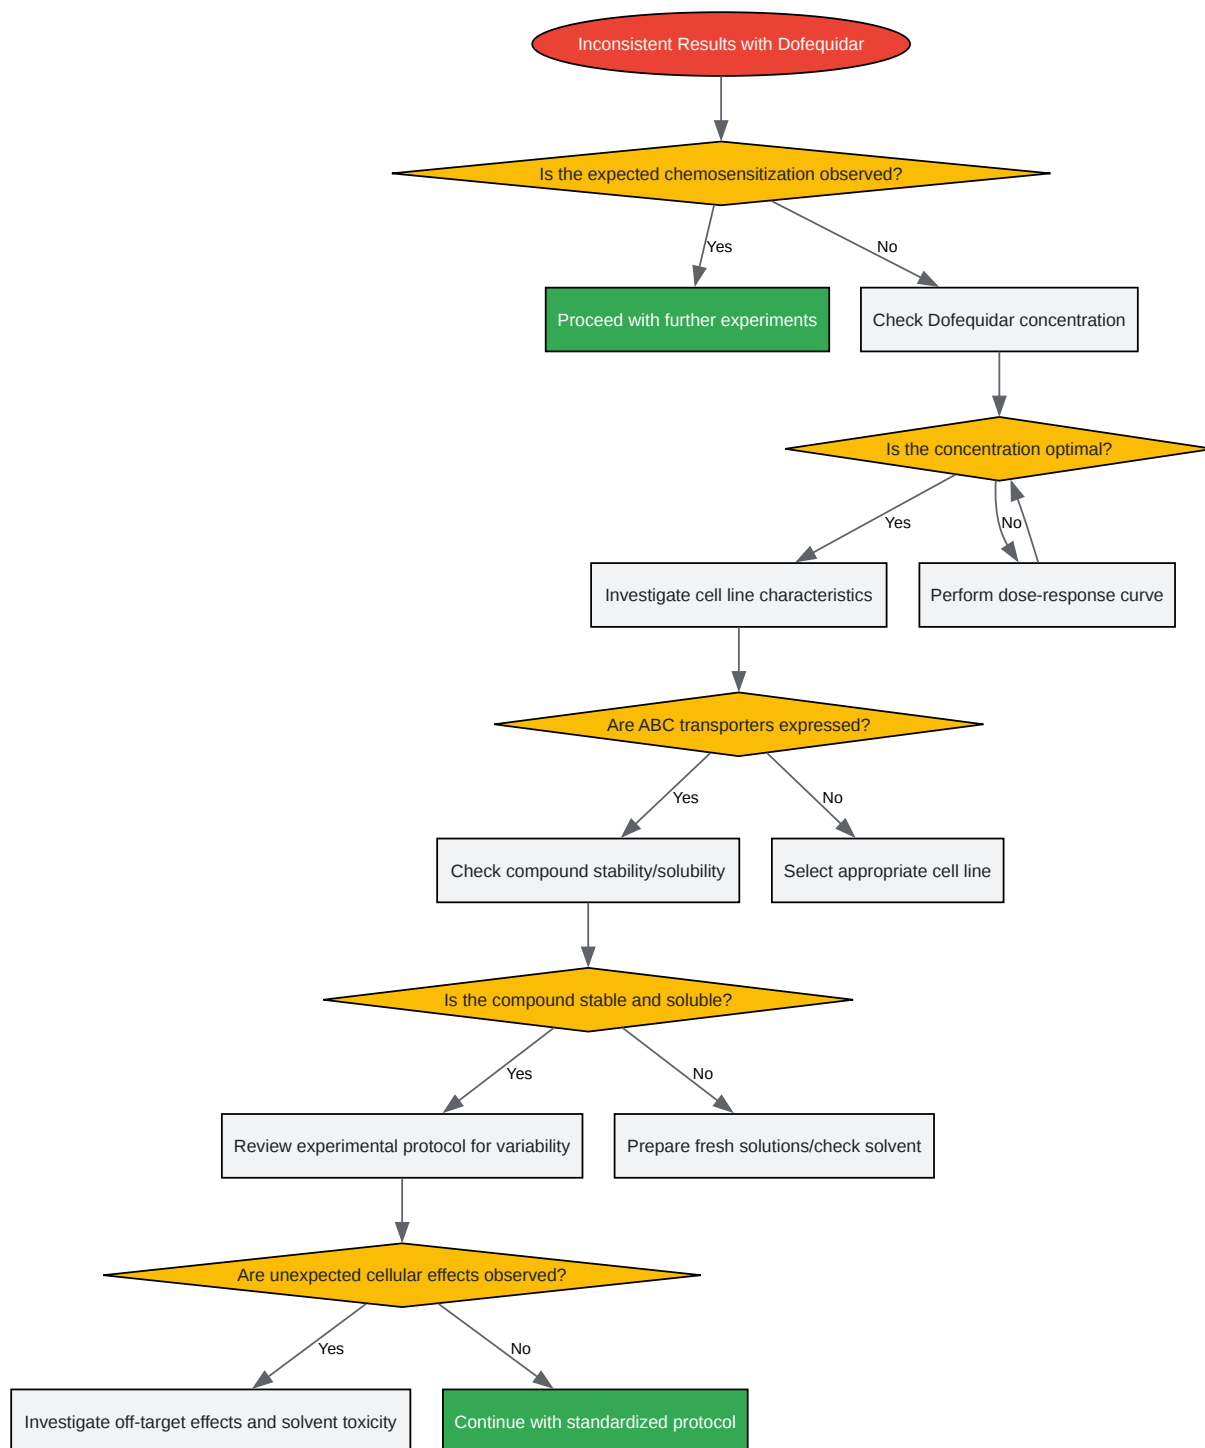 Inconsistent Results with Dofequidar
Is the expected chemosensitization observed?
Yes
No
Proceed with further experiments
Check Dofequidar concentration
Is the concentration optimal?
Yes
No
Investigate cell line characteristics
Perform dose-response curve
Are ABC transporters expressed?
Yes
No
Check compound stability/solubility
Select appropriate cell line
Is the compound stable and soluble?
Yes
No
Review experimental protocol for variability
Prepare fresh solutions/check solvent
Are unexpected cellular effects observed?
Yes
No
Investigate off-target effects and solvent toxicity
Continue with standardized protocol